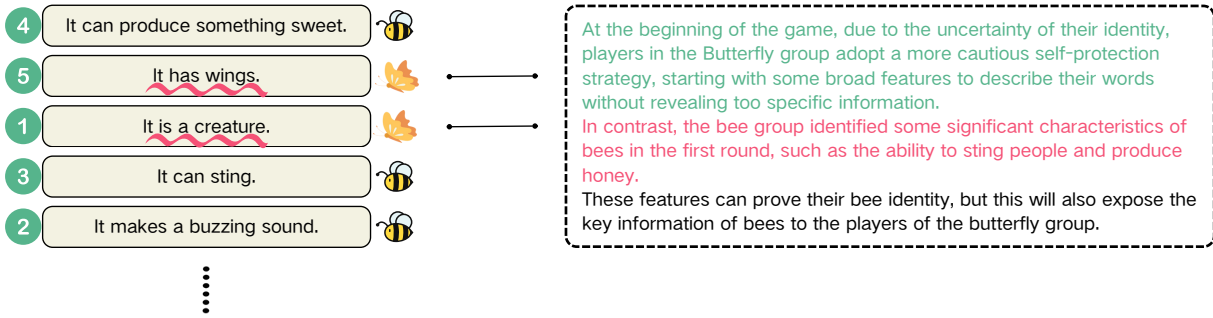 4 It can produce something sweet.
5 It has wings.
1 It is a creature.
3 It can sting.
2 It makes a buzzing sound.
At the beginning of the game, due to the uncertainty of their identity,
players in the Butterfly group adopt a more cautious self-protection
strategy, starting with some broad features to describe their words
without revealing too specific information.
In contrast, the bee group identified some significant characteristics of
bees in the first round, such as the ability to sting people and produce
honey.
These features can prove their bee identity, but this will also expose the
key information of bees to the players of the butterfly group.